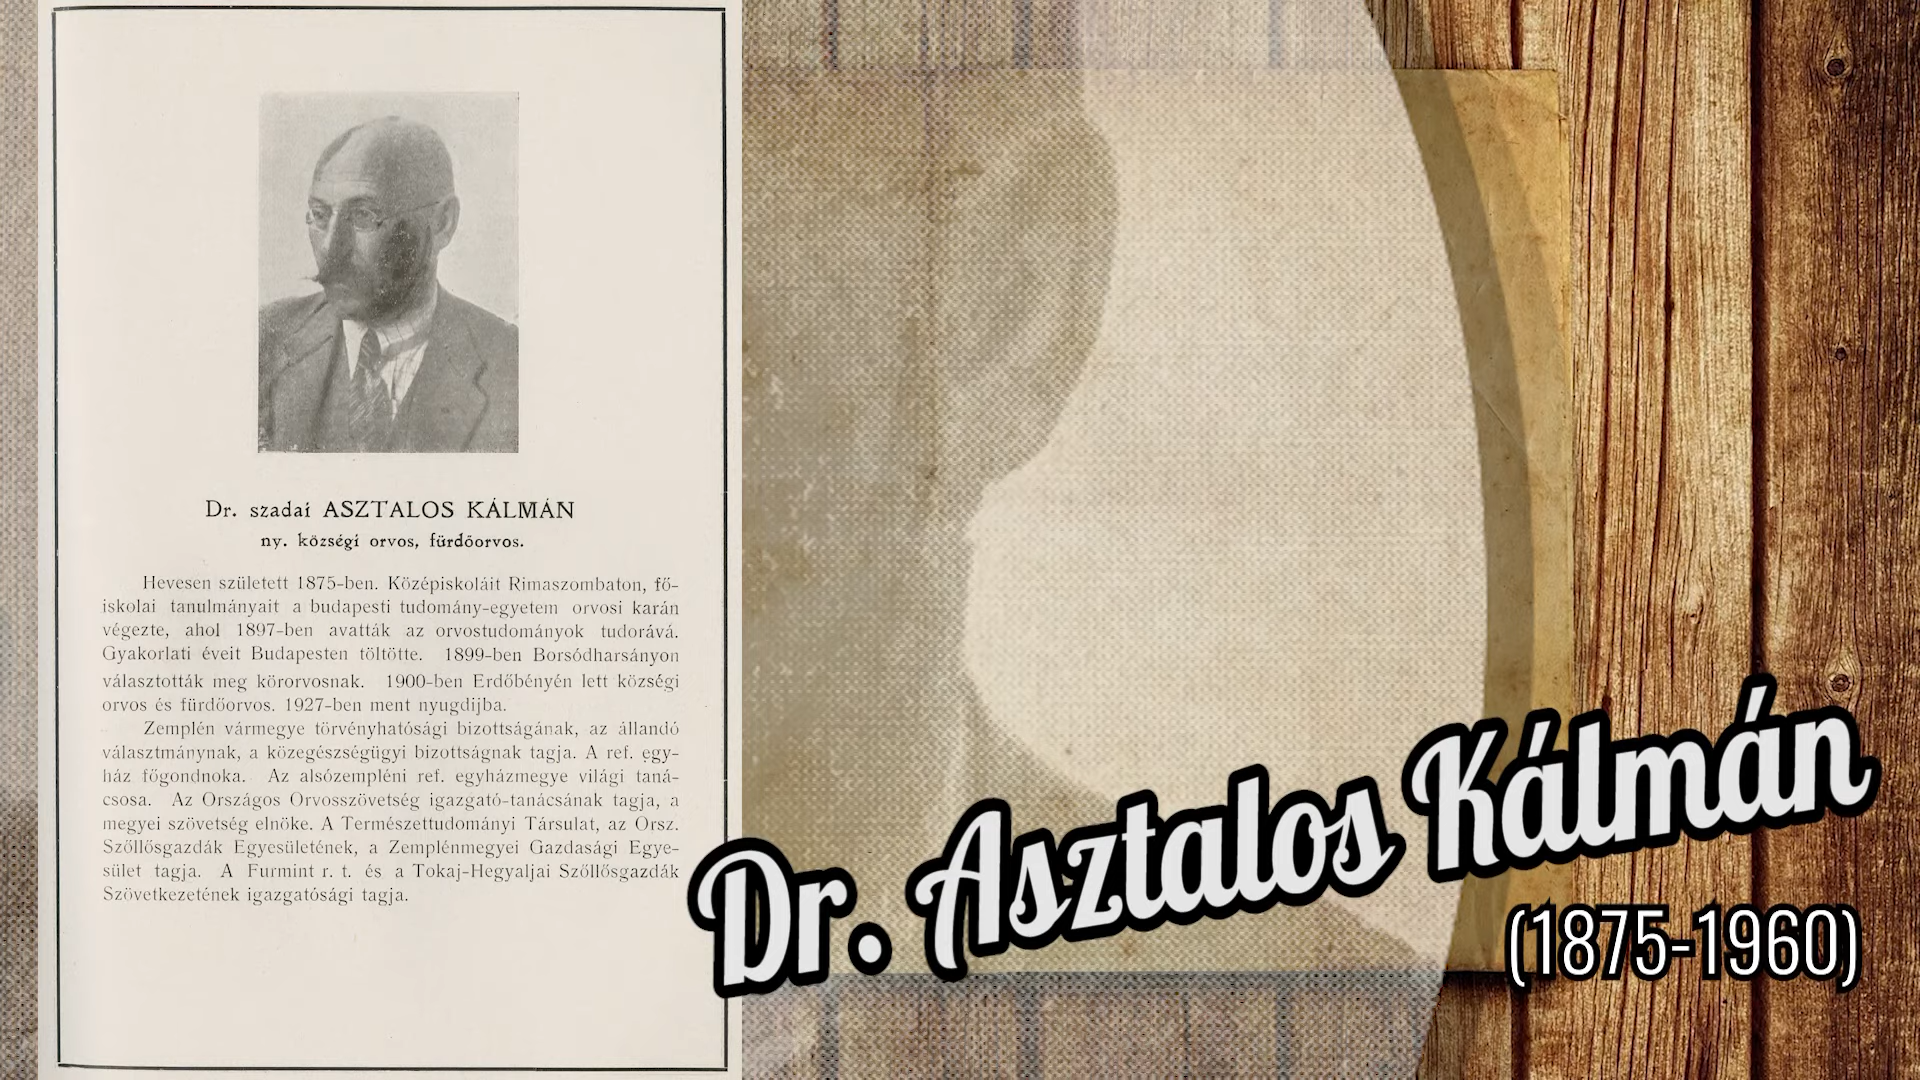 Dr. szadai ASZTALOS KÁLMÁN
ny. községi orvos, fürdőorvos.
Hevesen született 1875-ben. Középiskoláit Rimaszombaton, fő-
iskolai tanulmányait a budapesti tudomány-egyetem orvosi karán
végezte, ahol 1897-ben avatták az orvostudományok tudorává.
Gyakorlati éveit Budapesten töltötte. 1899-ben Borsódharsányon
választották meg körorvosnak. 1900-ben Erdőbényén lett községi
orvos és fürdőorvos. 1927-ben ment nyugdijba.
Zemplén vármegye törvényhatósági bizottságának, az állandó
választmánynak, a közegészségügyi bizottságnak tagja. A ref. egy-
ház főgondnoka. Az alsózempléni ref. egyházmegye világi taná-
csosa. Az Országos Orvosszövetség igazgató-tanácsának tagja, a
megyei szövetség elnöke. A Természettudományi Társulat, az Orsz.
Szőllősgazdák Egyesületének, a Zemplénmegyei Gazdasági Egye-
sület tagja. A Furmint r. t. és a Tokaj-Hegyaljai Szőllősgazdák
Szövetkezetének igazgatósági tagja.
Dr. Asztalos Kálmán
(1875-1960)